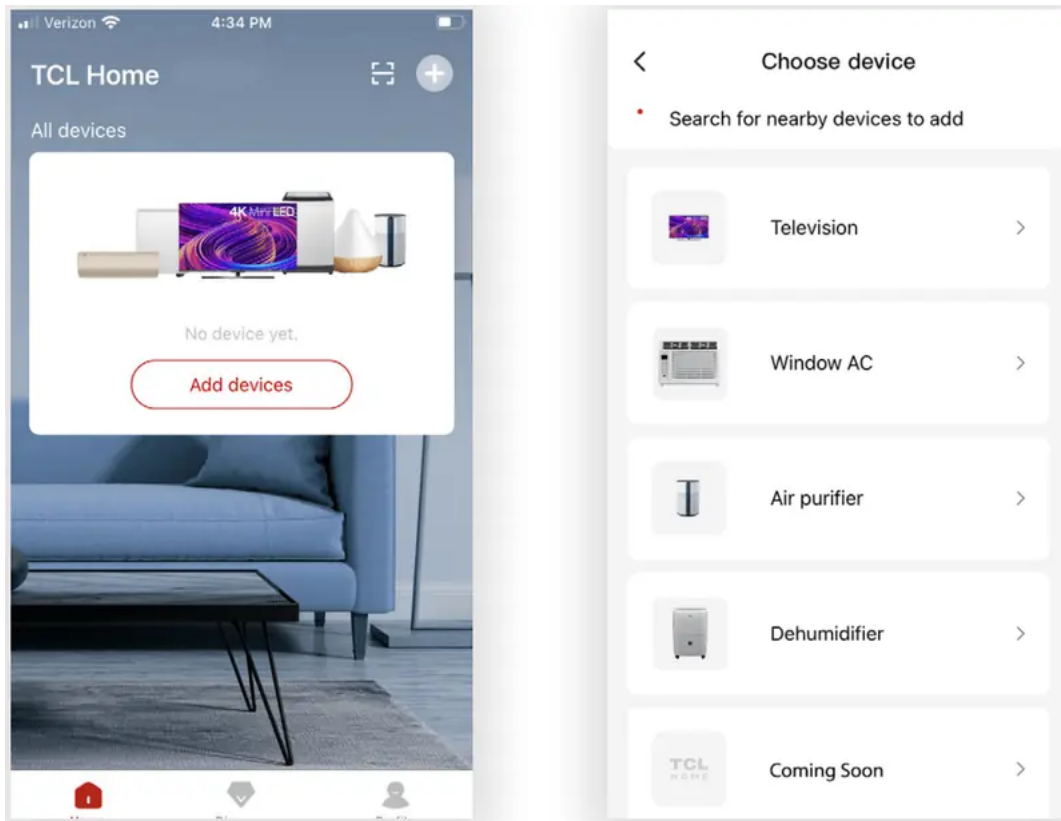 Verizon
4:34 PM
TCL Home
All devices
4K Mini LED
No device yet.
Add devices
Choose device
Search for nearby devices to add
Television
Window AC
Air purifier
Dehumidifier
TCL
HOME
Coming Soon